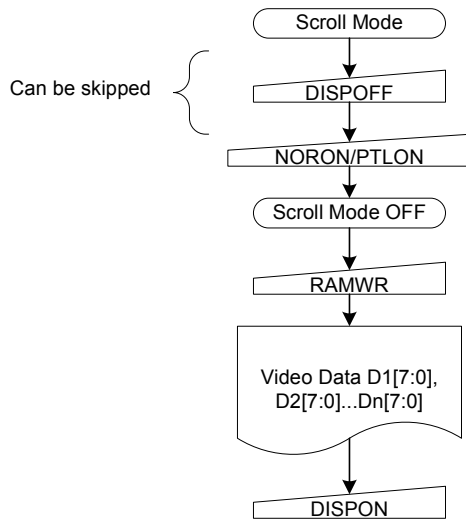 Scroll Mode
Can be skipped
DISPOFF
NORON/PTLON
Scroll Mode OFF
RAMWR
Video Data D1[7:0],
D2[7:0]...Dn[7:0]
DISPON